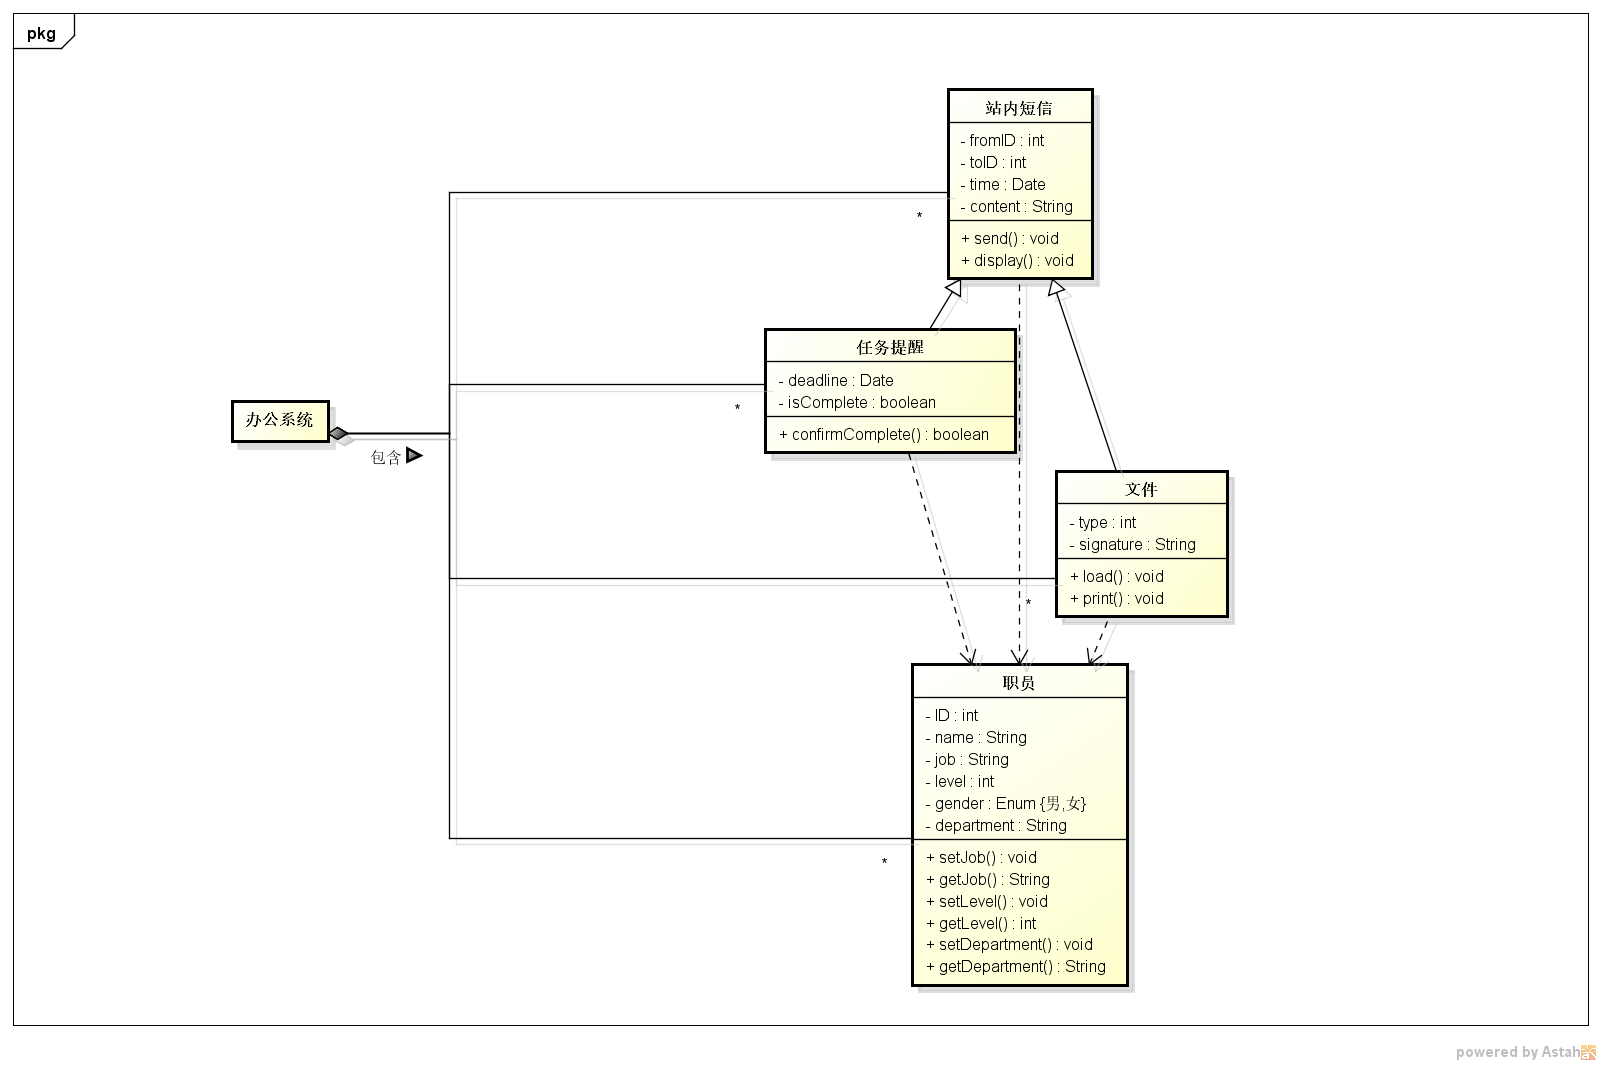 pkg
站内短信
- fromID : int
- toID : int
- time : Date
- content : String
+ send() : void
+ display() : void
*
任务提醒
- deadline : Date
- isComplete : boolean
+ confirmComplete() : boolean
*
办公系统
包含
文件
- type : int
- signature : String
+ load() : void
+ print() : void
*
职员
- ID : int
- name : String
- job : String
- level : int
- gender : Enum {男,女}
- department : String
+ setJob() : void
+ getJob() : String
+ setLevel() : void
+ getLevel() : int
+ setDepartment() : void
+ getDepartment() : String
*
powered by Astah